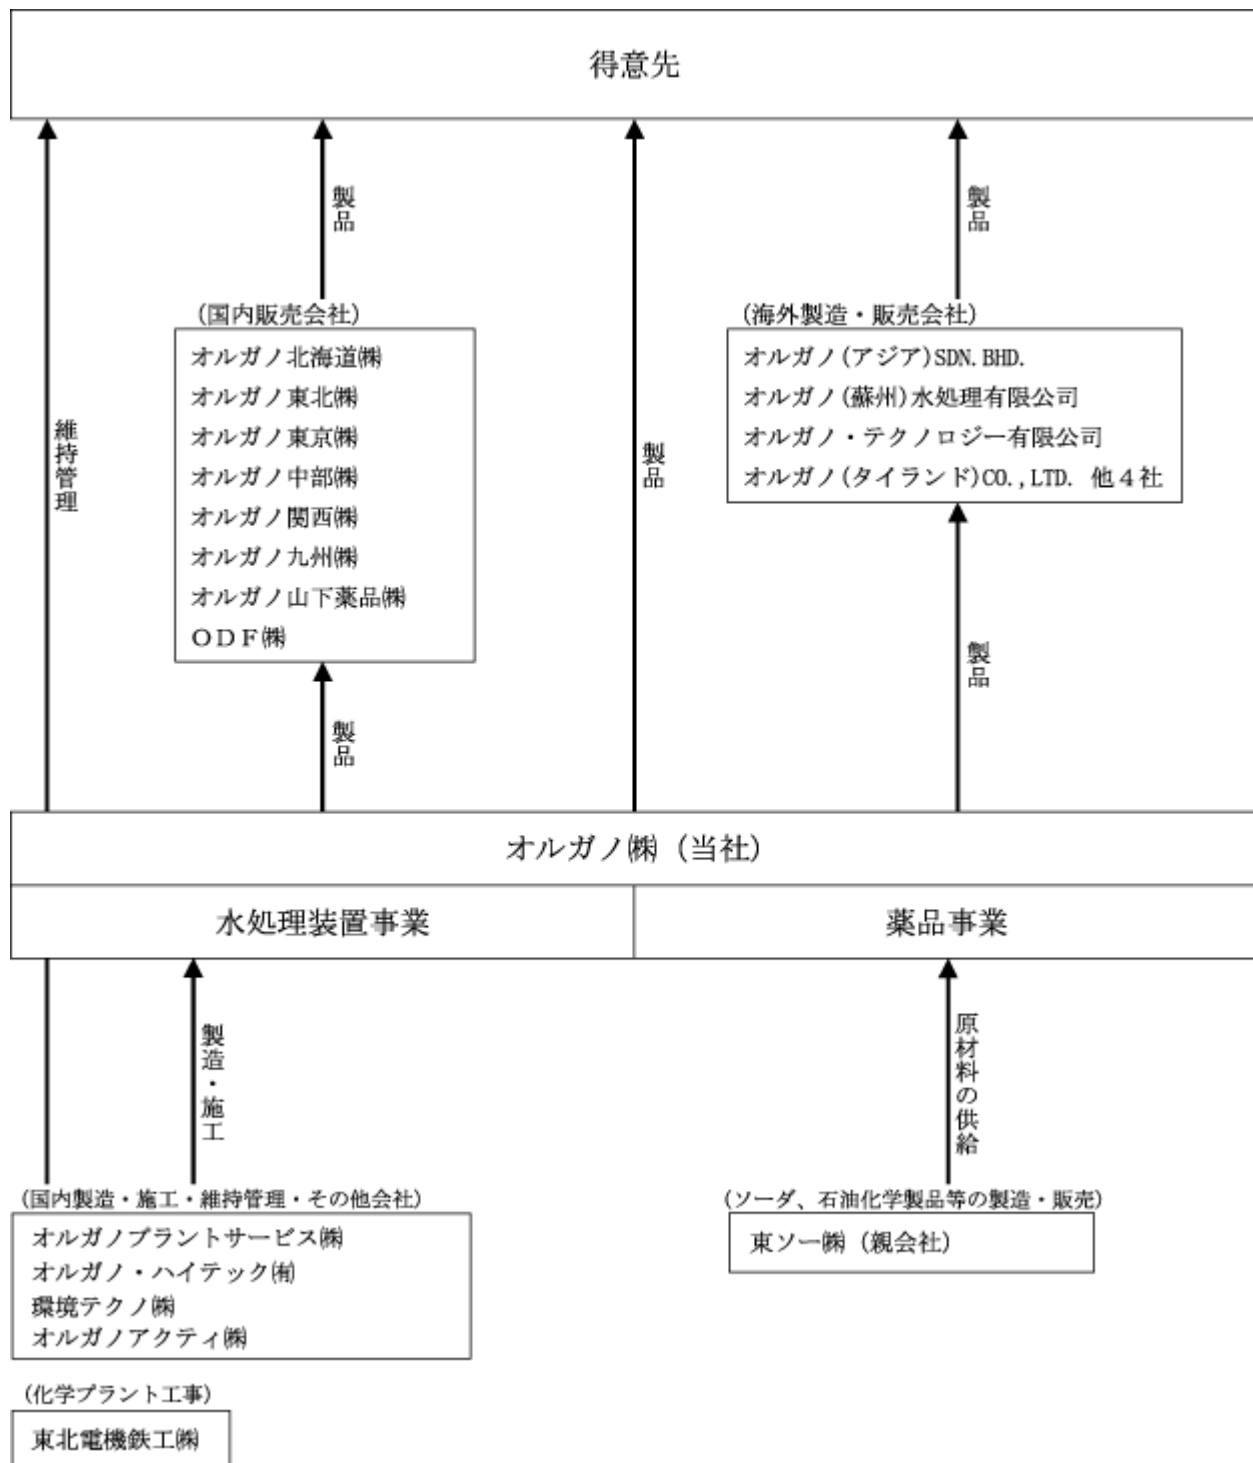 得意先
製品
製品
(国内販売会社)
オルガノ北海道㈱
オルガノ東北㈱
オルガノ東京㈱
オルガノ中部㈱
オルガノ関西㈱
オルガノ九州㈱
オルガノ山下薬品㈱
ＯＤＦ㈱
(海外製造・販売会社)
オルガノ(アジア)SDN.BHD.
オルガノ(蘇州)水処理有限公司
オルガノ・テクノロジー有限公司
オルガノ(タイランド)CO.,LTD. 他４社
維持管理
製品
製品
製品
オルガノ㈱（当社）
水処理装置事業
薬品事業
製造・施工
原材料の供給
(国内製造・施工・維持管理・その他会社)
オルガノプラントサービス㈱
オルガノ・ハイテック㈲
環境テクノ㈱
オルガノアクティ㈱
(ソーダ、石油化学製品等の製造・販売)
東ソー㈱（親会社）
(化学プラント工事)
東北電機鉄工㈱